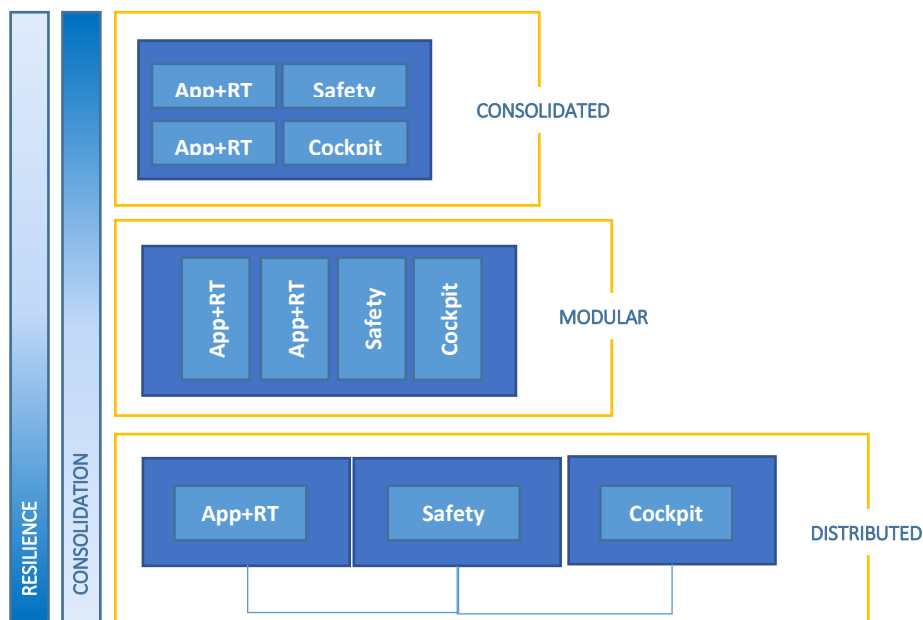 App+RT
Safety
CONSOLIDATED
App+RT
Cockpit
App+RT
App+RT
Safety
Cockpit
MODULAR
App+RT
Safety
Cockpit
DISTRIBUTED
RESILIENCE
CONSOLIDATION